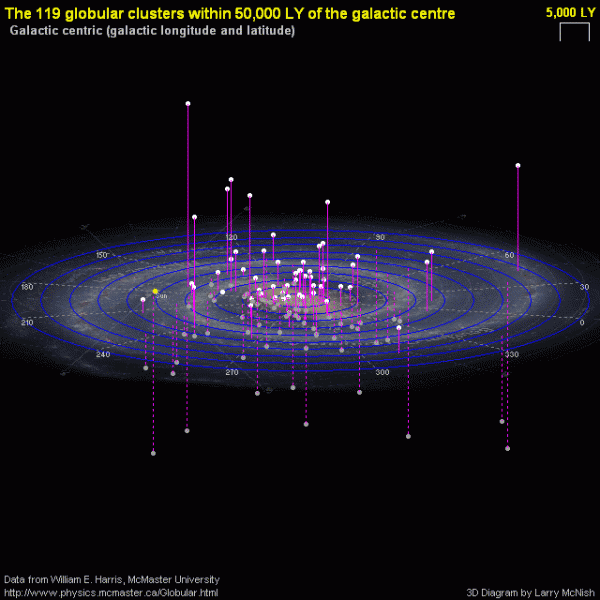 The 119 globular clusters within 50,000 LY of the galactic centre
5,000 LY
Galactic centric (galactic longitude and latitude)
120
90
150
60
180
Sun
30
210
0
240
330
270
300
Data from William E. Harris, McMaster University
http://www.physics.mcmaster.ca/Globular.html
3D Diagram by Larry McNish